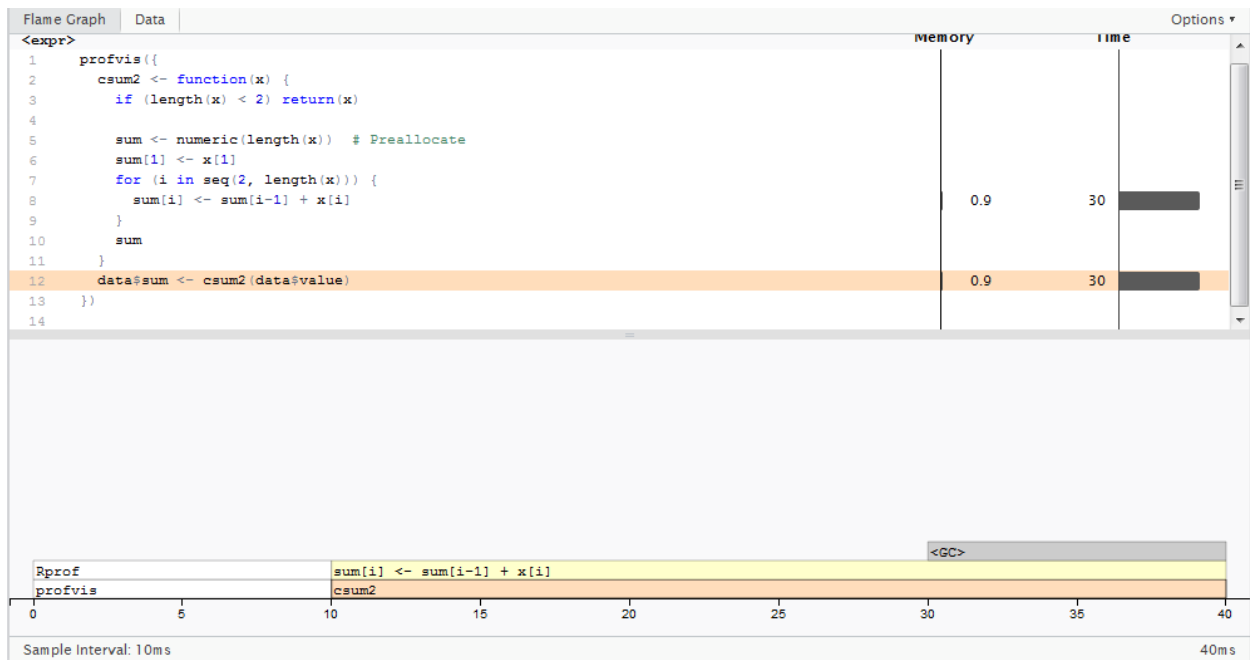 Flame Graph Data Options ▾
<expr> Memory Time
1 profvis({
2 csum2 <- function(x) {
3 if (length(x) < 2) return(x)
4
5 sum <- numeric(length(x))  # Preallocate
6 sum[1] <- x[1]
7 for (i in seq(2, length(x))) {
8 sum[i] <- sum[i-1] + x[i] 0.9 30
9 }
10 sum
11 }
12 data$sum <- csum2(data$value) 0.9 30
13 })
14
<GC>
Rprof sum[i] <- sum[i-1] + x[i]
profvis csum2
0 5 10 15 20 25 30 35 40
Sample Interval: 10ms 40ms